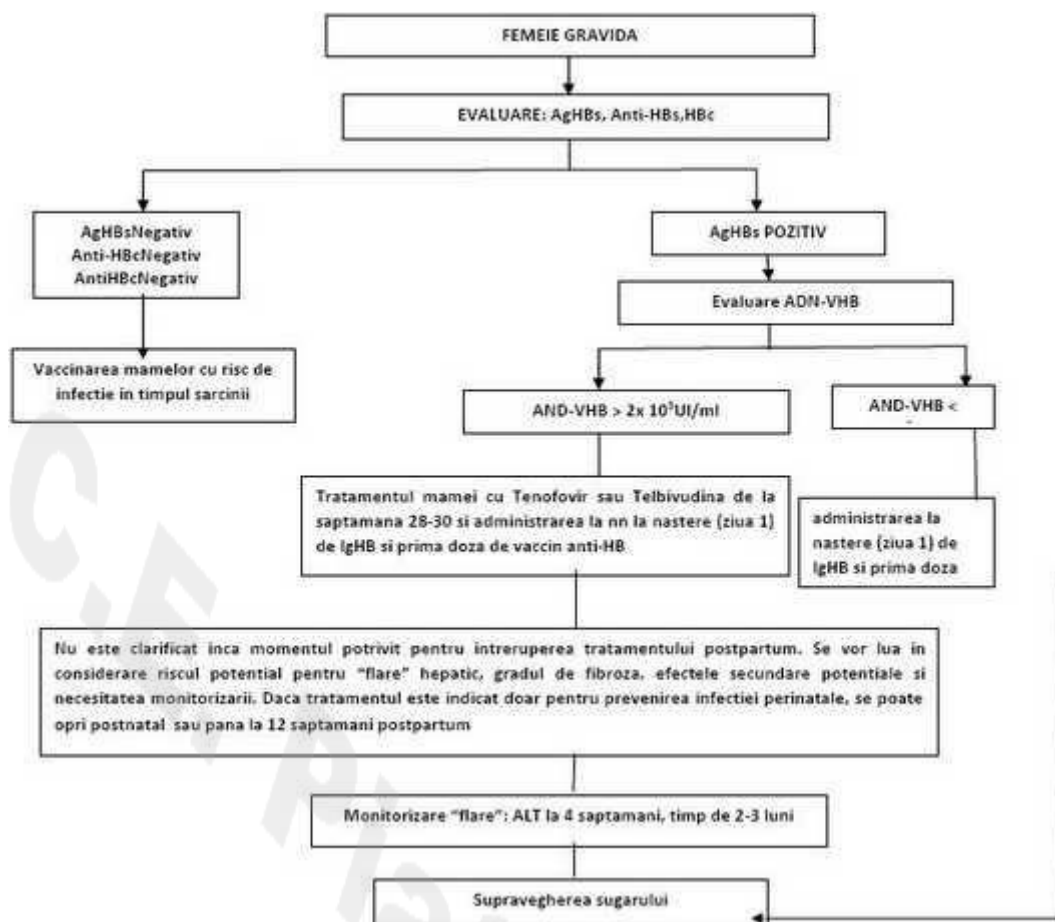 FEMEIE GRAVIDA
EVALUARE: AgHBs, Anti-HBs,HBc
AgHBsNegativ
Anti-HBcNegativ
AntiHBcNegativ
AgHBs POZITIV
Evaluare ADN-VHB
Vaccinarea mamelor cu risc de
infectie in timpul sarcinii
AND-VHB > 2x 10⁵UI/ml
AND-VHB <
Tratamentul mamei cu Tenofovir sau Telbivudina de la
saptamana 28-30 si administrarea la nn la nastere (ziua 1)
de IgHB si prima doza de vaccin anti-HB
administrarea la
nastere (ziua 1) de
IgHB si prima doza
Nu este clarificat inca momentul potrivit pentru intreruperea tratamentului postpartum. Se vor lua in
considerare riscul potential pentru "flare" hepatic, gradul de fibroza, efectele secundare potentiale si
necesitatea monitorizarii. Daca tratamentul este indicat doar pentru prevenirea infectiei perinatale, se poate
opri postnatal sau pana la 12 saptamani postpartum
Monitorizare "flare": ALT la 4 saptamani, timp de 2-3 luni
Supravegherea sugarului